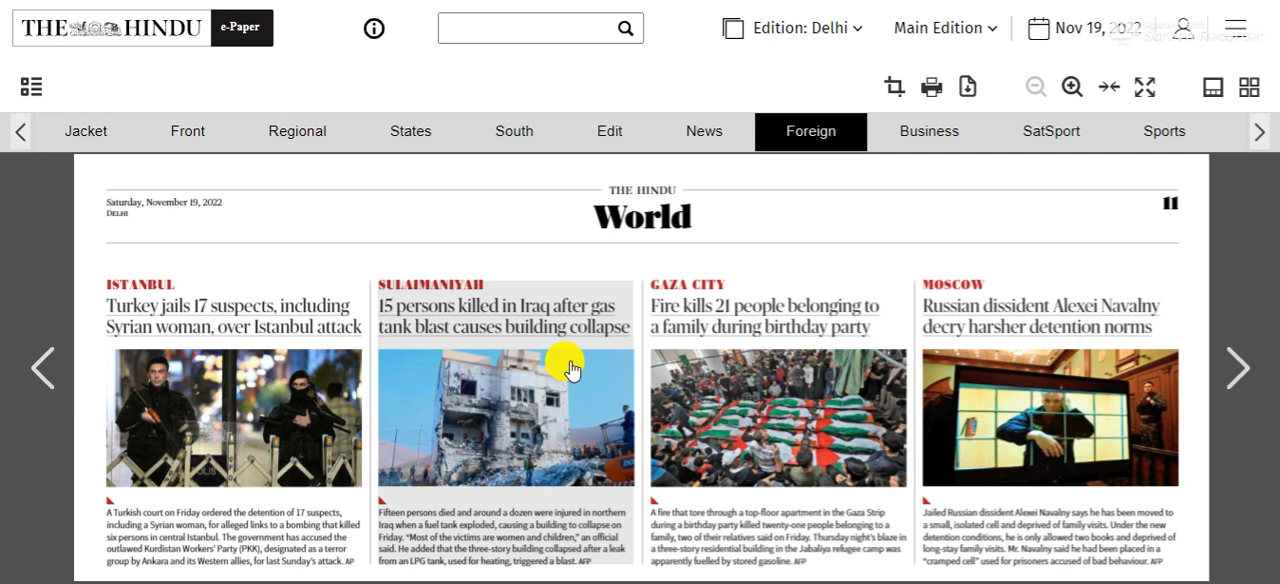 THE HINDU e-Paper
Edition: Delhi
Main Edition
Nov 19, 2022
Jacket
Front
Regional
States
South
Edit
News
Foreign
Business
SatSport
Sports
THE HINDU
Saturday, November 19, 2022
DELHI
World
11
ISTANBUL
Turkey jails 17 suspects, including
Syrian woman, over Istanbul attack
POLIS
A Turkish court on Friday ordered the detention of 17 suspects,
including a Syrian woman, for alleged links to a bombing that killed
six persons in central Istanbul. The government has accused the
outlawed Kurdistan Workers' Party (PKK), designated as a terror
group by Ankara and its Western allies, for last Sunday's attack. AP
SULAIMANIYAH
15 persons killed in Iraq after gas
tank blast causes building collapse
Fifteen persons died and around a dozen were injured in northern
Iraq when a fuel tank exploded, causing a building to collapse on
Friday. "Most of the victims are women and children," an official
said. He added that the three-story building collapsed after a leak
from an LPG tank, used for heating, triggered a blast. AFP
GAZA CITY
Fire kills 21 people belonging to
a family during birthday party
A fire that tore through a top-floor apartment in the Gaza Strip
during a birthday party killed twenty-one people belonging to a
family, two of their relatives said on Friday. Thursday night's blaze in
a three-story residential building in the Jabaliya refugee camp was
apparently fuelled by stored gasoline. AFP
MOSCOW
Russian dissident Alexei Navalny
decry harsher detention norms
Jailed Russian dissident Alexei Navalny says he has been moved to
a small, isolated cell and deprived of family visits. Under the new
detention conditions, he is only allowed two books and deprived of
long-stay family visits. Mr. Navalny said he had been placed in a
"cramped cell" used for prisoners accused of bad behaviour. AFP